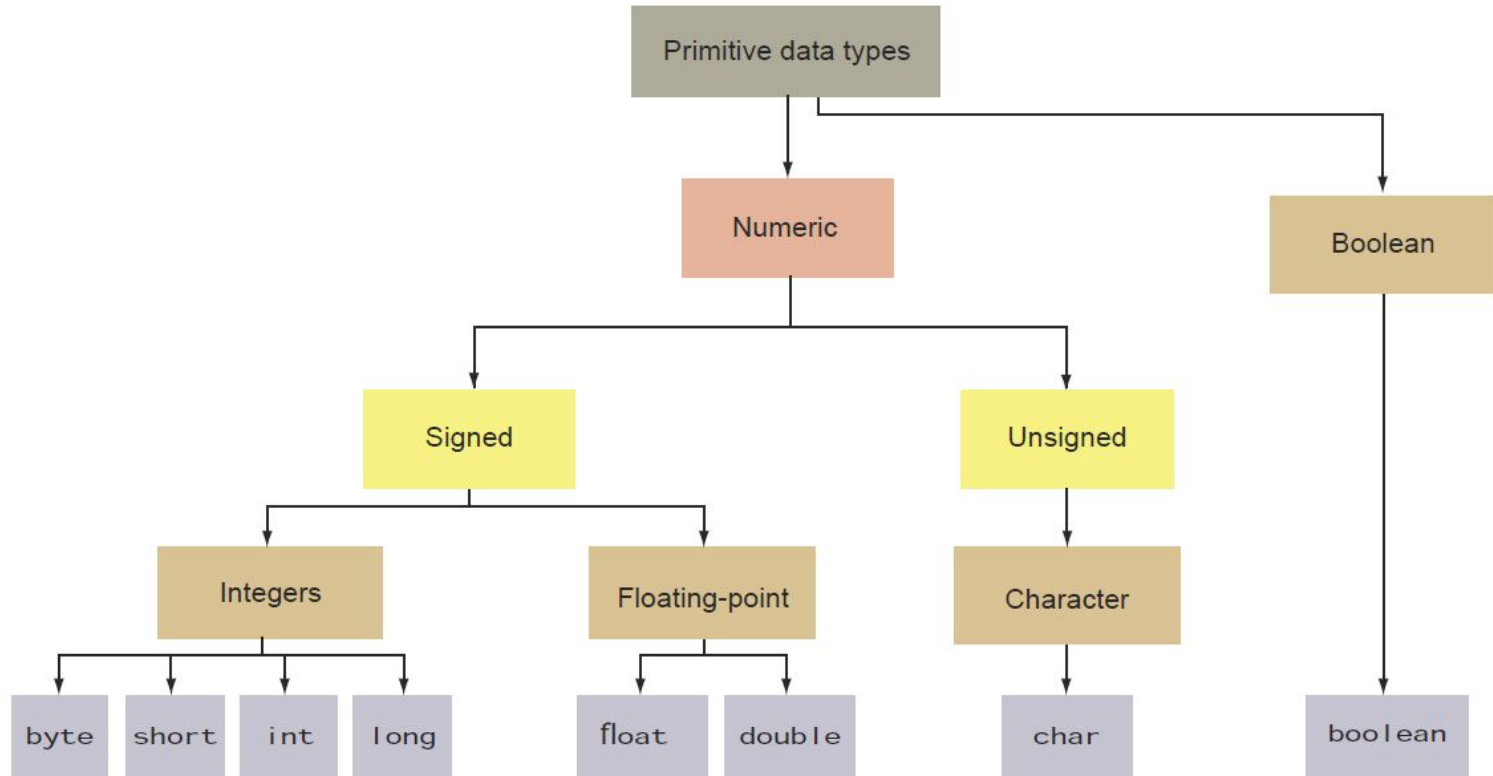 Primitive data types
Numeric
Boolean
Signed
Unsigned
Integers
Floating-point
Character
byte
short
int
long
float
double
char
boolean